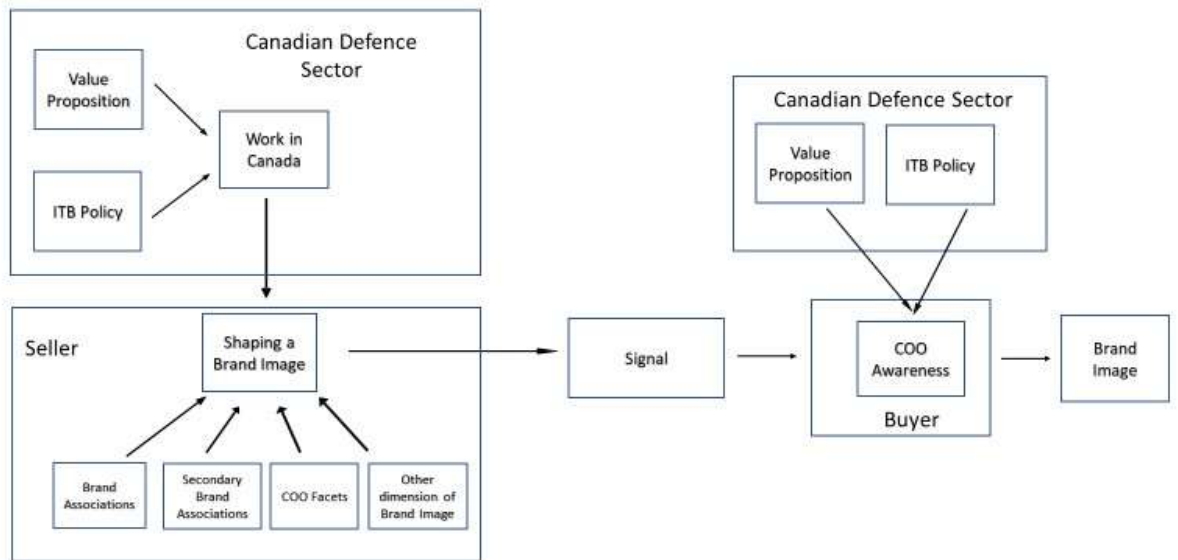 Canadian Defence
Sector
Value
Proposition
Work in
Canada
ITB Policy
Seller
Shaping a
Brand Image
Brand
Associations
Secondary
Brand
Associations
COO Facets
Other
dimension of
Brand Image
Signal
Canadian Defence Sector
Value
Proposition
ITB Policy
COO
Awareness
Buyer
Brand
Image